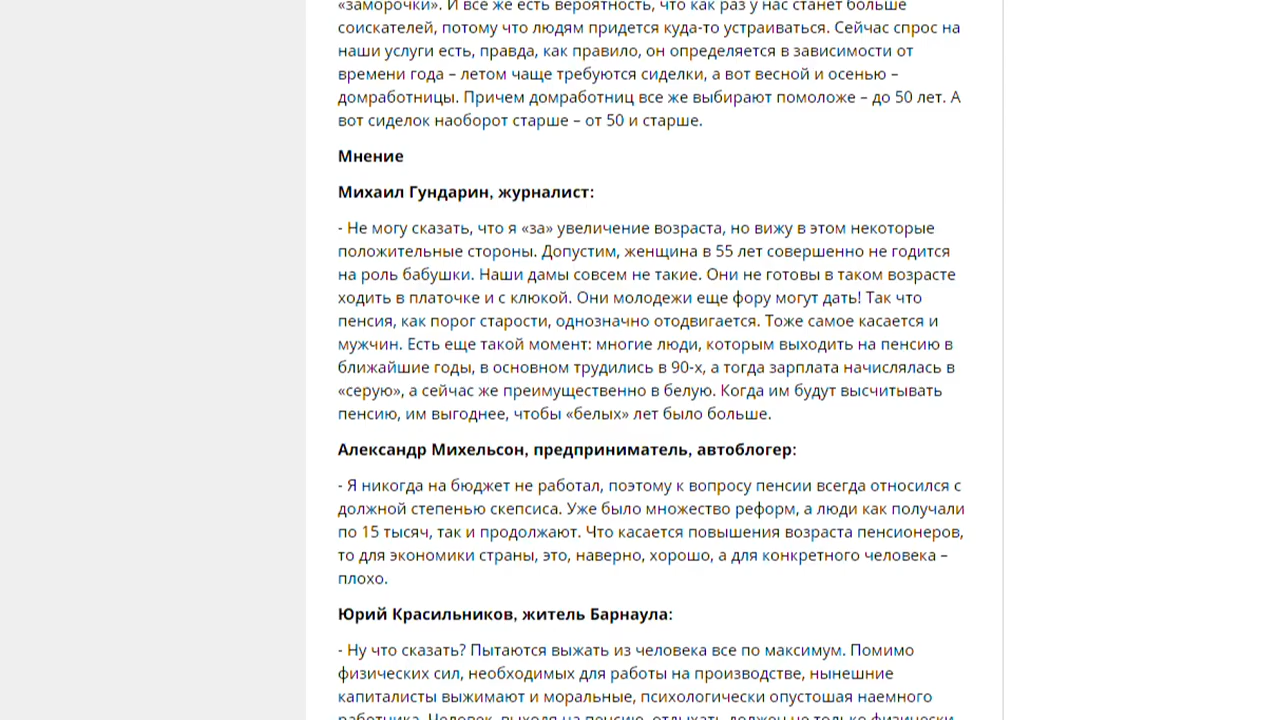 «заморочки». И все же есть вероятность, что как раз у нас станет больше
соискателей, потому что людям придется куда-то устраиваться. Сейчас спрос на
наши услуги есть, правда, как правило, он определяется в зависимости от
времени года – летом чаще требуются сиделки, а вот весной и осенью –
домработницы. Причем домработниц все же выбирают помоложе – до 50 лет. А
вот сиделок наоборот старше – от 50 и старше.
Мнение
Михаил Гундарин, журналист:
- Не могу сказать, что я «за» увеличение возраста, но вижу в этом некоторые
положительные стороны. Допустим, женщина в 55 лет совершенно не годится
на роль бабушки. Наши дамы совсем не такие. Они не готовы в таком возрасте
ходить в платочке и с клюкой. Они молодежи еще фору могут дать! Так что
пенсия, как порог старости, однозначно отодвигается. Тоже самое касается и
мужчин. Есть еще такой момент: многие люди, которым выходить на пенсию в
ближайшие годы, в основном трудились в 90-х, а тогда зарплата начислялась в
«серую», а сейчас же преимущественно в белую. Когда им будут высчитывать
пенсию, им выгоднее, чтобы «белых» лет было больше.
Александр Михельсон, предприниматель, автоблогер:
- Я никогда на бюджет не работал, поэтому к вопросу пенсии всегда относился с
должной степенью скепсиса. Уже было множество реформ, а люди как получали
по 15 тысяч, так и продолжают. Что касается повышения возраста пенсионеров,
то для экономики страны, это, наверно, хорошо, а для конкретного человека –
плохо.
Юрий Красильников, житель Барнаула:
- Ну что сказать? Пытаются выжать из человека все по максимум. Помимо
физических сил, необходимых для работы на производстве, нынешние
капиталисты выжимают и моральные, психологически опустошая наемного
работника. Человек, выходя на пенсию, отдыхать должен не только физически